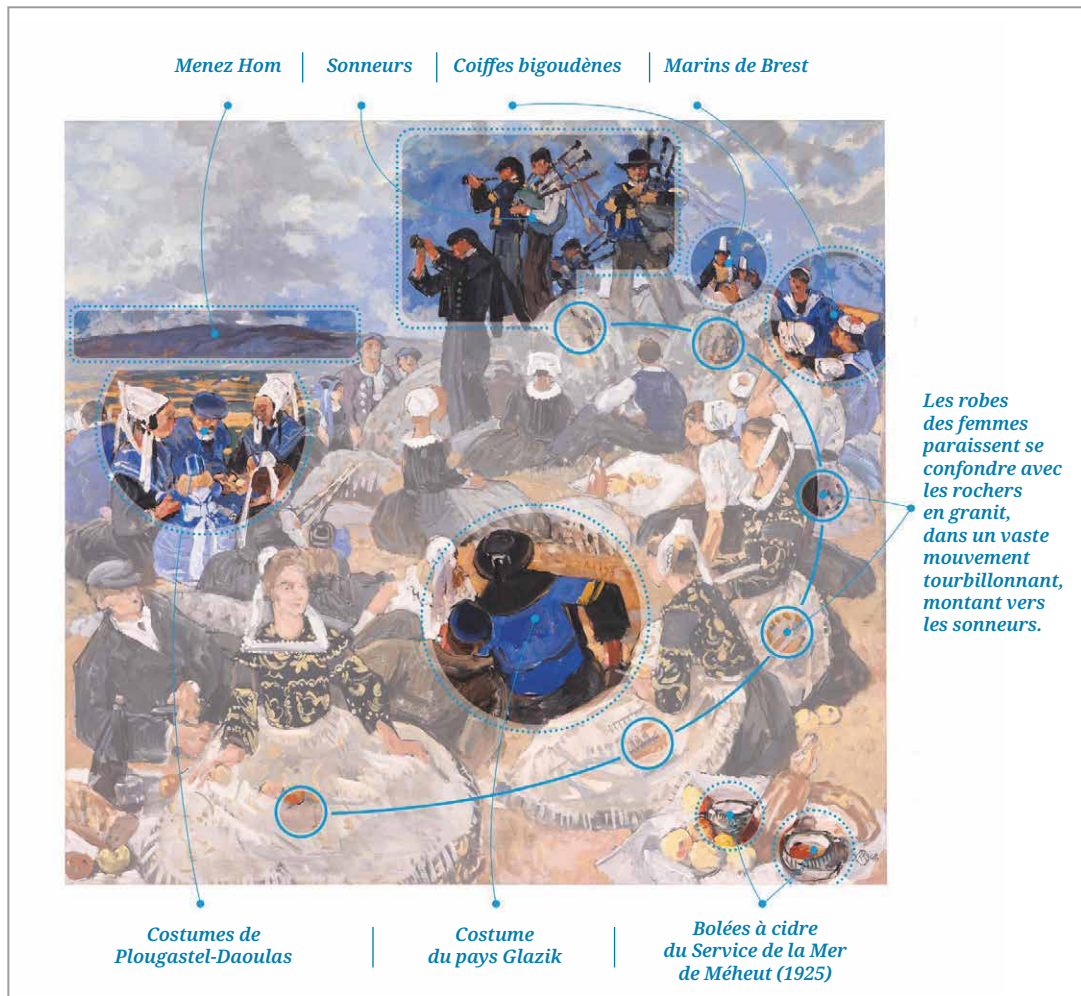 Menez Hom
Sonneurs
Coiffes bigoudènes
Marins de Brest
Les robes
des femmes
paraissent se
confondre avec
les rochers
en granit,
dans un vaste
mouvement
tourbillonnant,
montant vers
les sonneurs.
Costumes de
Plougastel-Daoulas
Costume
du pays Glazik
Bolées à cidre
du Service de la Mer
de Méheut (1925)